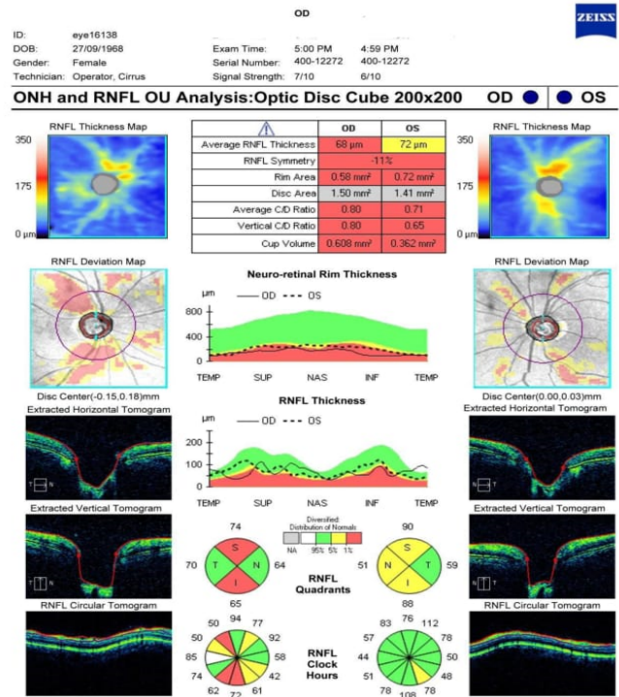 OD
ZEISS
ID: eye16138
DOB: 27/09/1968 Exam Time: 5:00 PM 4:59 PM
Gender: Female Serial Number: 400-12272 400-12272
Technician: Operator, Cirrus Signal Strength: 7/10 6/10
ONH and RNFL OU Analysis:Optic Disc Cube 200x200 OD OS
RNFL Thickness Map
350
175
0 µm
OD OS
Average RNFL Thickness 68 µm 72 µm
RNFL Symmetry -11%
Rim Area 0.58 mm² 0.72 mm²
Disc Area 1.50 mm² 1.41 mm²
Average C/D Ratio 0.80 0.71
Vertical C/D Ratio 0.80 0.65
Cup Volume 0.608 mm³ 0.362 mm³
RNFL Thickness Map
350
175
0 µm
RNFL Deviation Map
Disc Center(-0.15,0.18)mm
Neuro-retinal Rim Thickness
µm OD OS
800
400
0
TEMP SUP NAS INF TEMP
RNFL Deviation Map
Disc Center(0.00,0.03)mm
Extracted Horizontal Tomogram
T N
RNFL Thickness
µm OD OS
200
100
0
TEMP SUP NAS INF TEMP
Extracted Horizontal Tomogram
N T
Extracted Vertical Tomogram
Diversified
Distribution of Normals
NA 95% 5% 1%
Extracted Vertical Tomogram
74
70 S T N I 64
65
RNFL
Quadrants
90
51 S N T I 59
88
RNFL Circular Tomogram
94
50 77
50 92
85 58
74 42
62 61
72
RNFL
Clock
Hours
76
83 112
57 78
44 50
51 48
78 78
108
RNFL Circular Tomogram